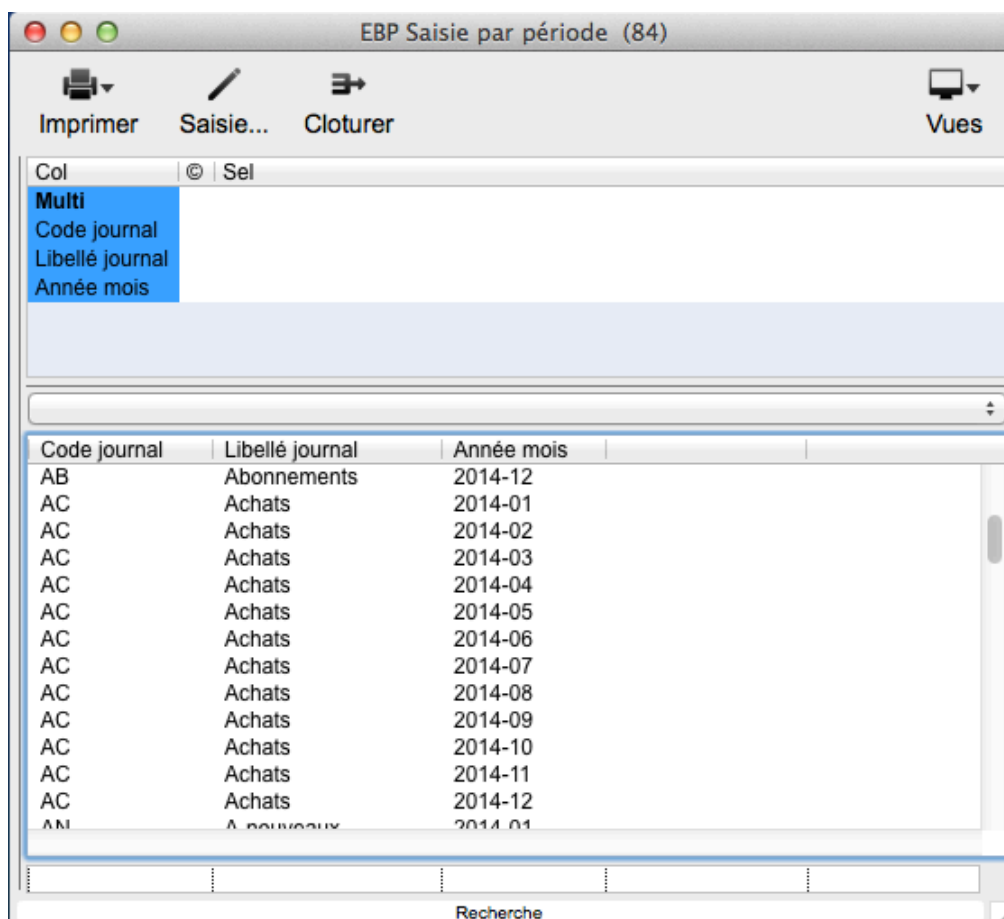 EBP Saisie par période (84)
Imprimer Saisie... Cloturer Vues
Col © Sel
Multi
Code journal
Libellé journal
Année mois
Code journal Libellé journal Année mois
AB Abonnements 2014-12
AC Achats 2014-01
AC Achats 2014-02
AC Achats 2014-03
AC Achats 2014-04
AC Achats 2014-05
AC Achats 2014-06
AC Achats 2014-07
AC Achats 2014-08
AC Achats 2014-09
AC Achats 2014-10
AC Achats 2014-11
AC Achats 2014-12
AN A nouveaux 2014-01
Recherche